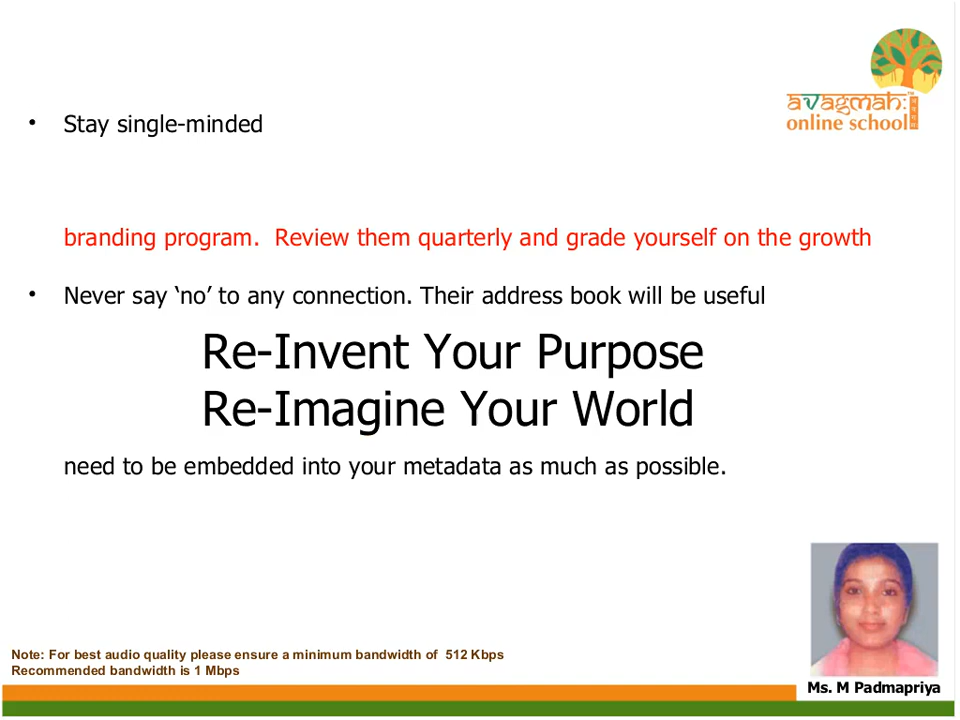 avagmah:™
online school
• Stay single-minded
branding program.  Review them quarterly and grade yourself on the growth
• Never say ‘no’ to any connection. Their address book will be useful
Re-Invent Your Purpose
Re-Imagine Your World
need to be embedded into your metadata as much as possible.
Note: For best audio quality please ensure a minimum bandwidth of  512 Kbps
Recommended bandwidth is 1 Mbps
Ms. M Padmapriya